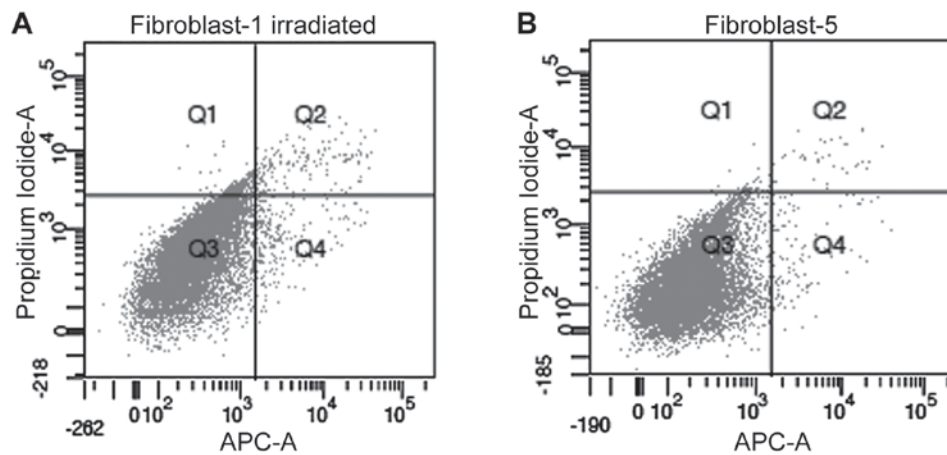 A Fibroblast-1 irradiated
Propidium Iodide-A
10^5
10^4
10^3
0
-218
Q1
Q2
Q3
Q4
-262
0 10^2
10^3
10^4
10^5
APC-A
B Fibroblast-5
Propidium Iodide-A
10^5
10^4
10^3
10^2
0
-185
Q1
Q2
Q3
Q4
-190
0 10^2
10^3
10^4
10^5
APC-A